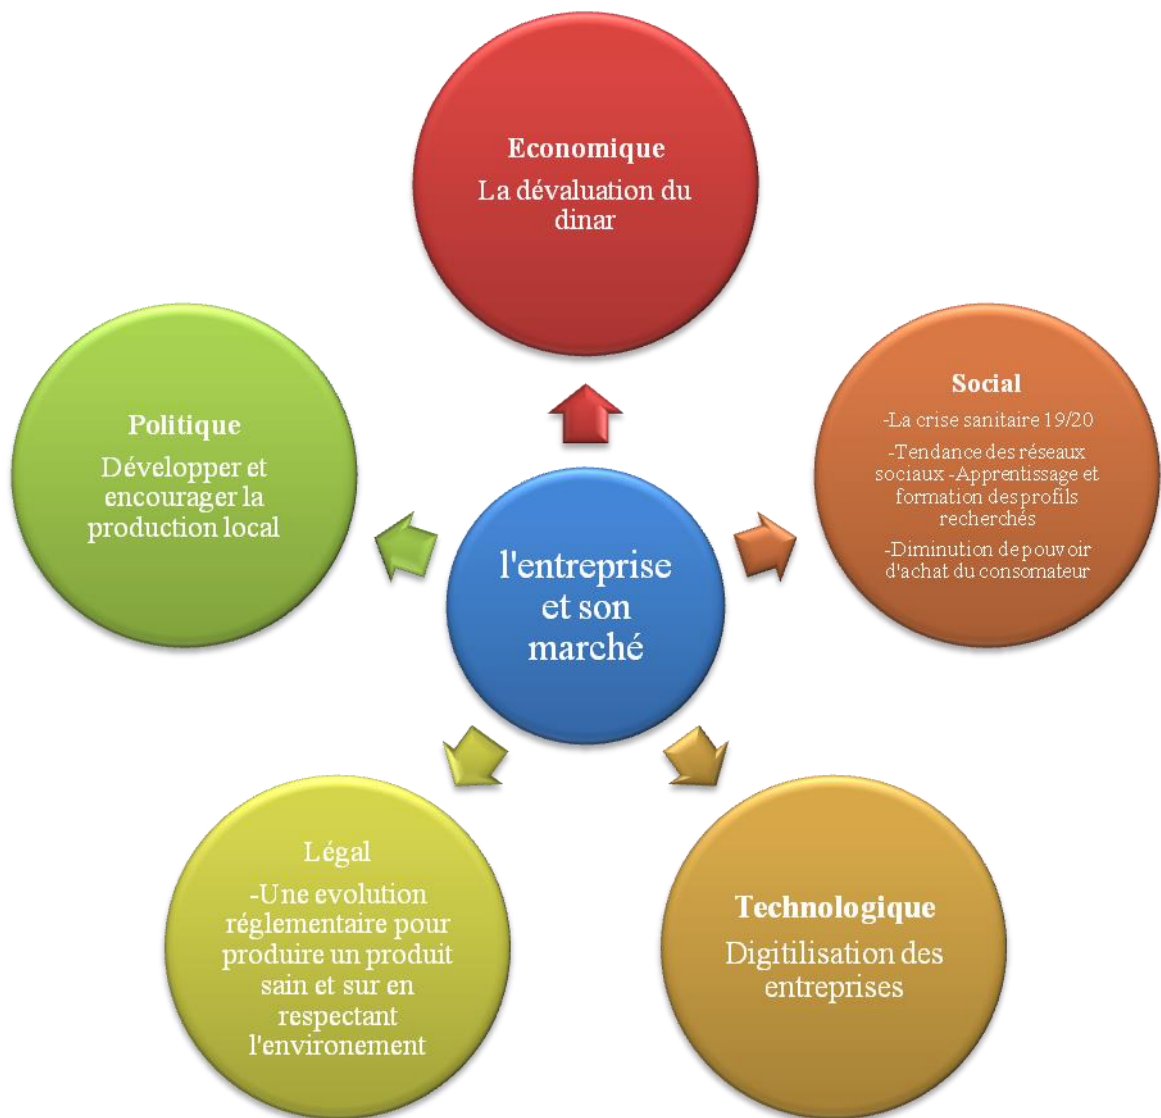 Economique
La dévaluation du
dinar
Politique
Développer et
encourager la
production local
Social
-La crise sanitaire 19/20
-Tendance des réseaux
sociaux -Apprentissage et
formation des profils
recherchés
-Diminution de pouvoir
d'achat du consomateur
l'entreprise
et son
marché
Légal
-Une evolution
réglementaire pour
produire un produit
sain et sur en
respectant
l'environement
Technologique
Digitilisation des
entreprises